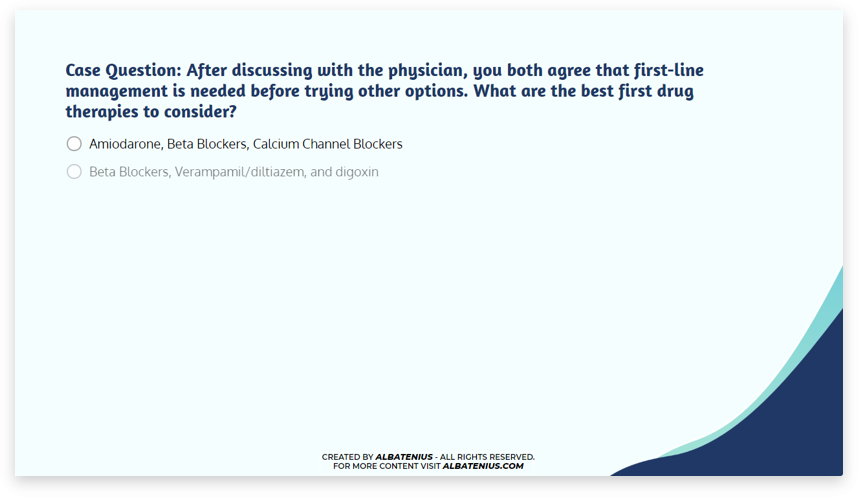 Case Question: After discussing with the physician, you both agree that first-line
management is needed before trying other options. What are the best first drug
therapies to consider?
Amiodarone, Beta Blockers, Calcium Channel Blockers
Beta Blockers, Verampamil/diltiazem, and digoxin
CREATED BY ALBATENIUS - ALL RIGHTS RESERVED.
FOR MORE CONTENT VISIT ALBATENIUS.COM